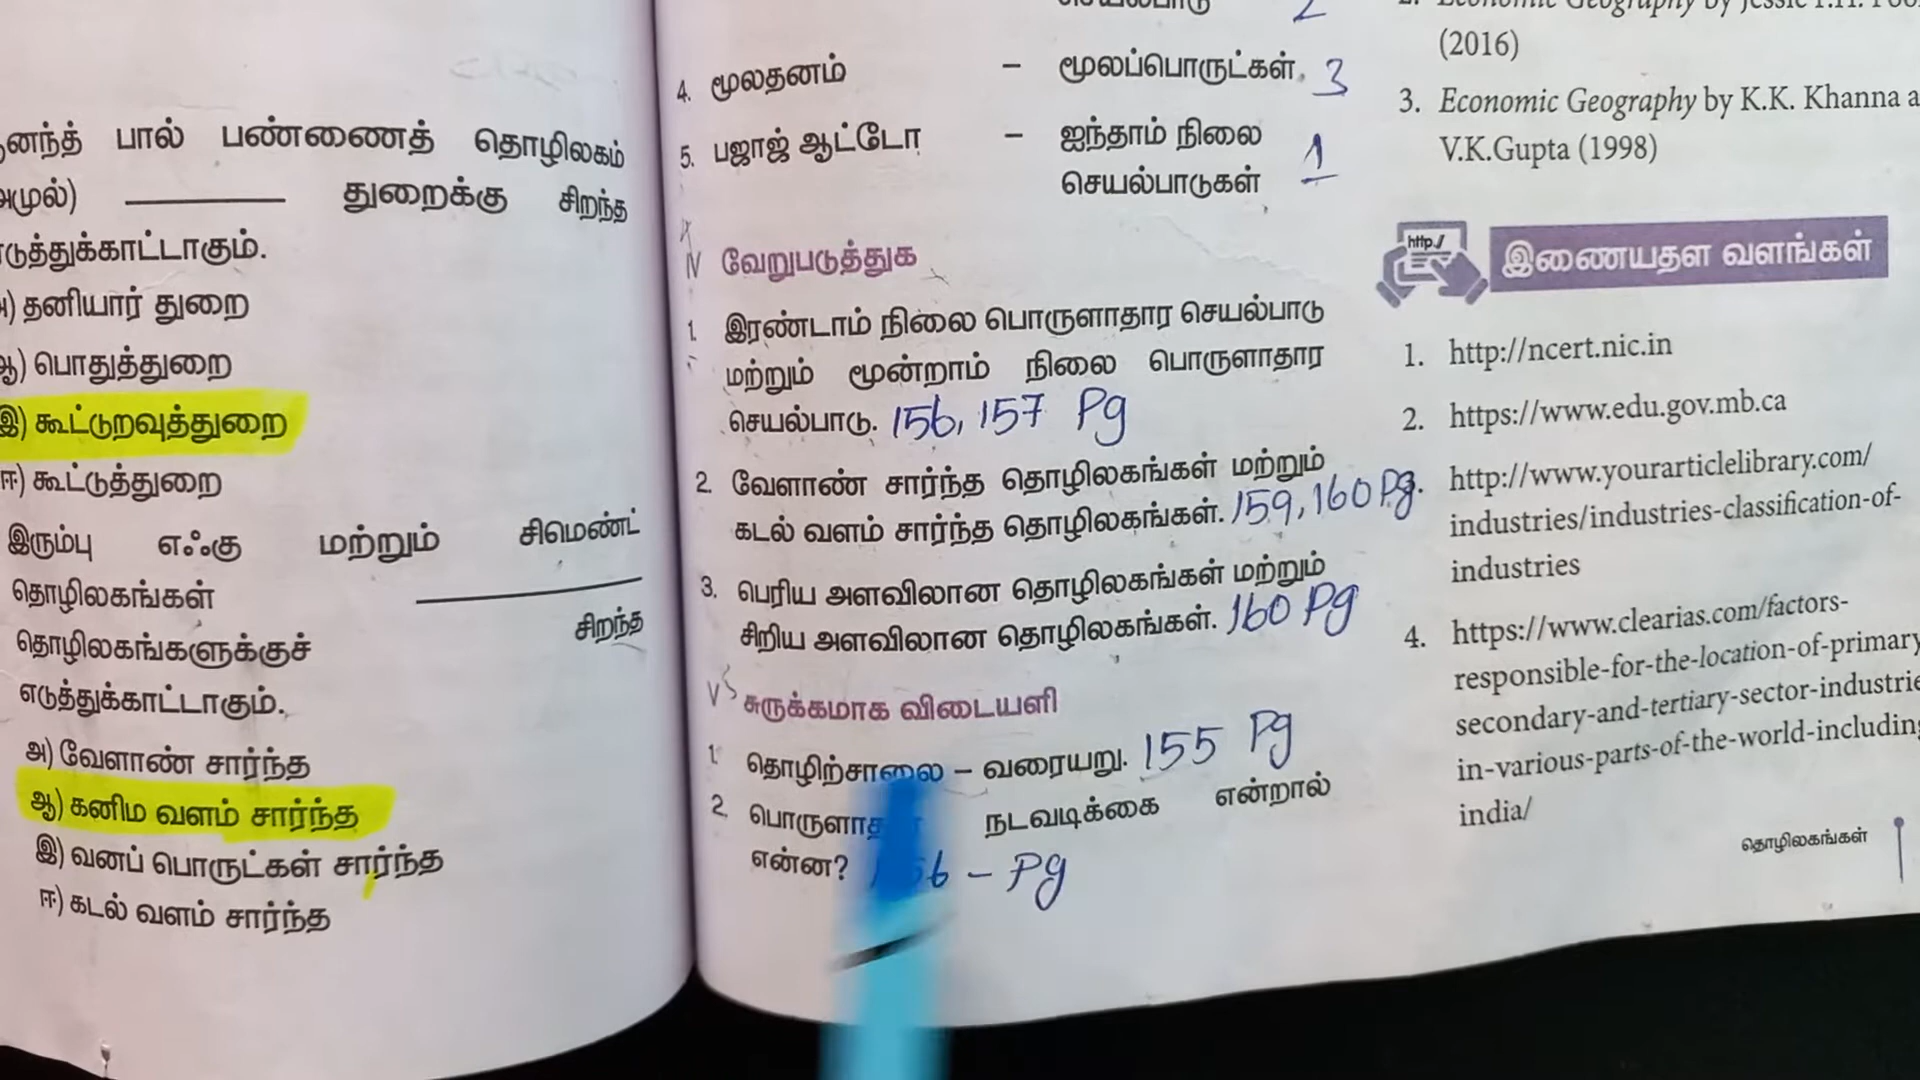 பால் பண்ணைத் தொழிலகம்
துறைக்கு சிறந்த
தனியார் துறை
ஆ) பொதுத்துறை
இ) கூட்டுறவுத்துறை
ஈ) கூட்டுத்துறை
இரும்பு எஃகு மற்றும் சிமெண்ட்
தொழிலகங்கள்
தொழிலகங்களுக்குச் சிறந்த
எடுத்துக்காட்டாகும்.
அ) வேளாண் சார்ந்த
ஆ) கனிம வளம் சார்ந்த
இ) வனப் பொருட்கள் சார்ந்த
ஈ) கடல் வளம் சார்ந்த
2
4. மூலதனம் – மூலப்பொருட்கள். 3
5. பஜாஜ் ஆட்டோ – ஐந்தாம் நிலை
செயல்பாடுகள் 1
IV வேறுபடுத்துக
1. இரண்டாம் நிலை பொருளாதார செயல்பாடு
மற்றும் மூன்றாம் நிலை பொருளாதார
செயல்பாடு. 156, 157 Pg
2. வேளாண் சார்ந்த தொழிலகங்கள் மற்றும்
கடல் வளம் சார்ந்த தொழிலகங்கள். 159, 160 Pg
3. பெரிய அளவிலான தொழிலகங்கள் மற்றும்
சிறிய அளவிலான தொழிலகங்கள். 160 Pg
V சுருக்கமாக விடையளி
1. தொழிற்சாலை – வரையறு. 155 Pg
2. நடவடிக்கை என்றால்
என்ன? – Pg
Economic Geography by
(2016)
3. Economic Geography by K.K. Khanna
V.K.Gupta (1998)
http://
இணையதள வளங்கள்
1. http://ncert.nic.in
2. https://www.edu.gov.mb.ca
http://www.yourarticlelibrary.com/
industries/industries-classification-of-
industries
4. https://www.clearias.com/factors-
responsible-for-the-location-of-primary
secondary-and-tertiary-sector-industrie
in-various-parts-of-the-world-including
india/
தொழிலகங்கள்